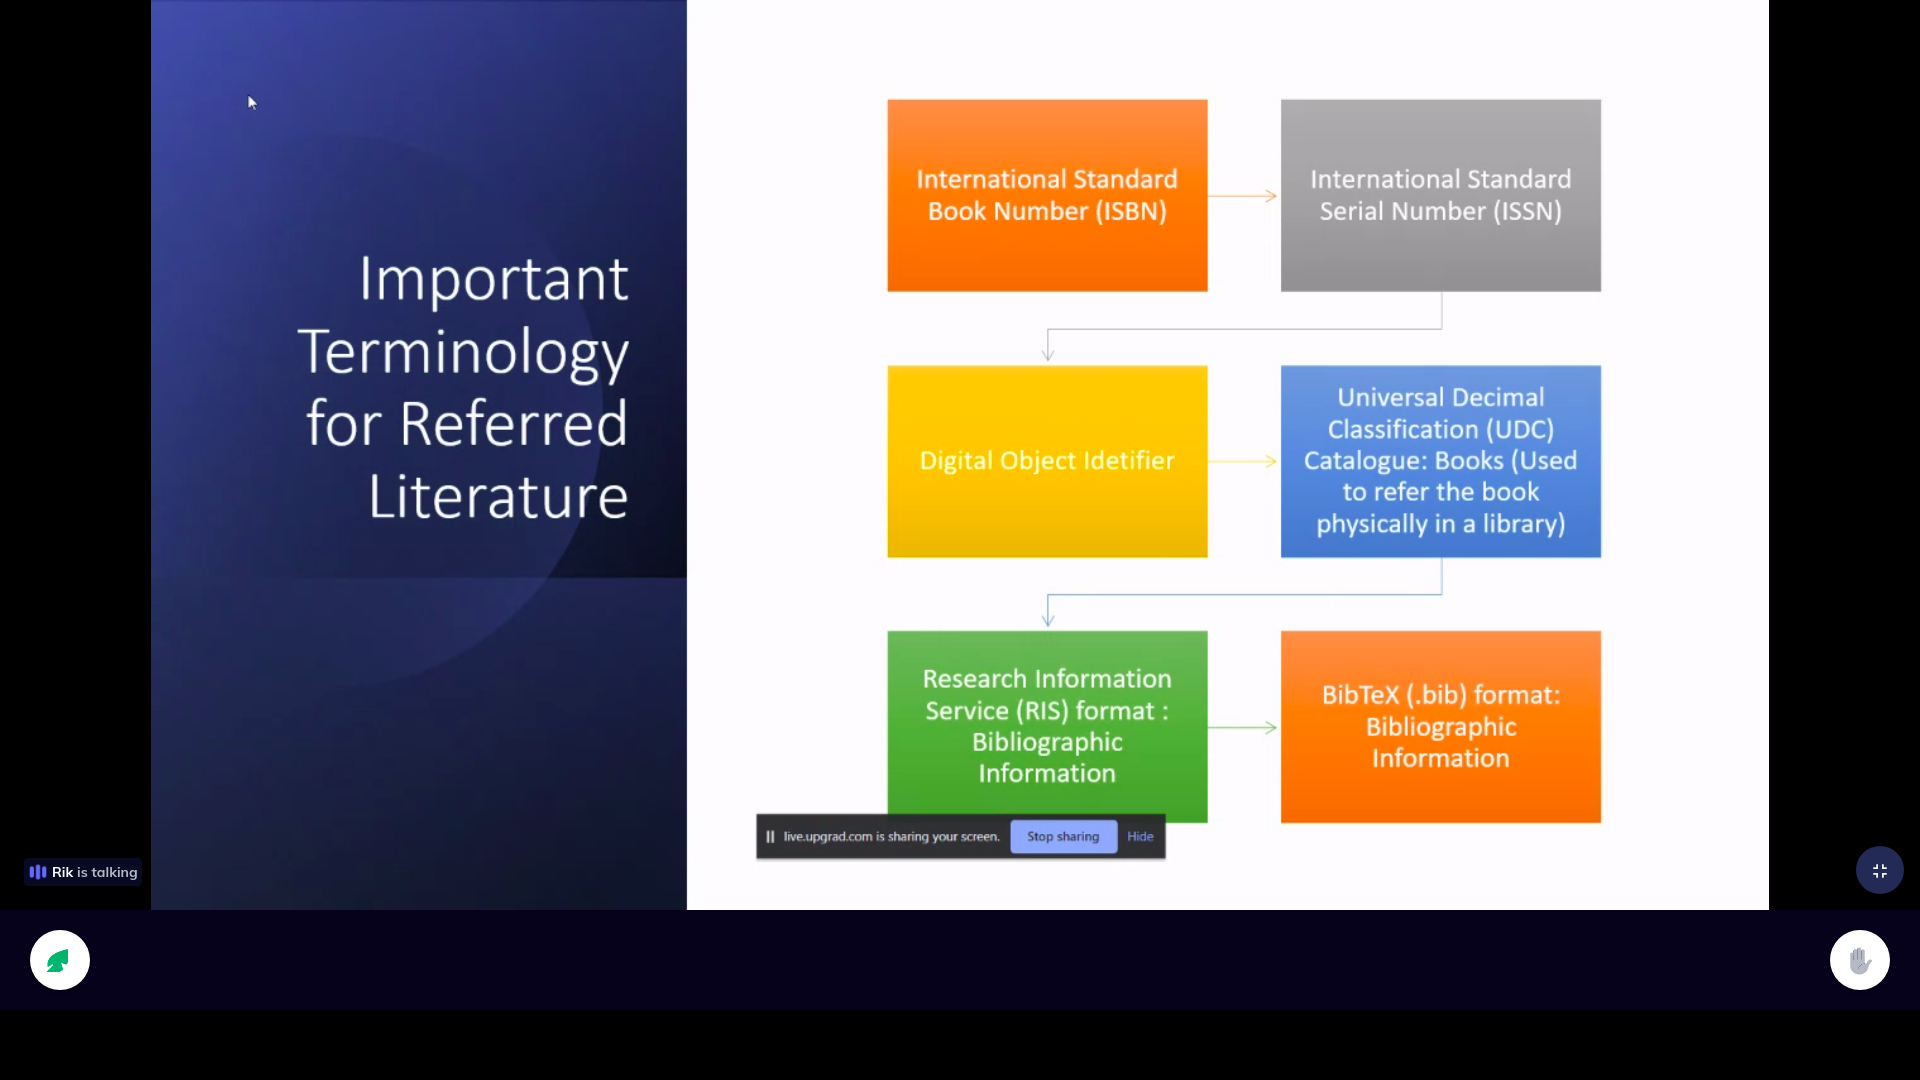 Important
Terminology
for Referred
Literature
International Standard
Book Number (ISBN)
International Standard
Serial Number (ISSN)
Digital Object Idetifier
Universal Decimal
Classification (UDC)
Catalogue: Books (Used
to refer the book
physically in a library)
Research Information
Service (RIS) format :
Bibliographic
Information
BibTeX (.bib) format:
Bibliographic
Information
live.upgrad.com is sharing your screen. Stop sharing Hide
Rik is talking